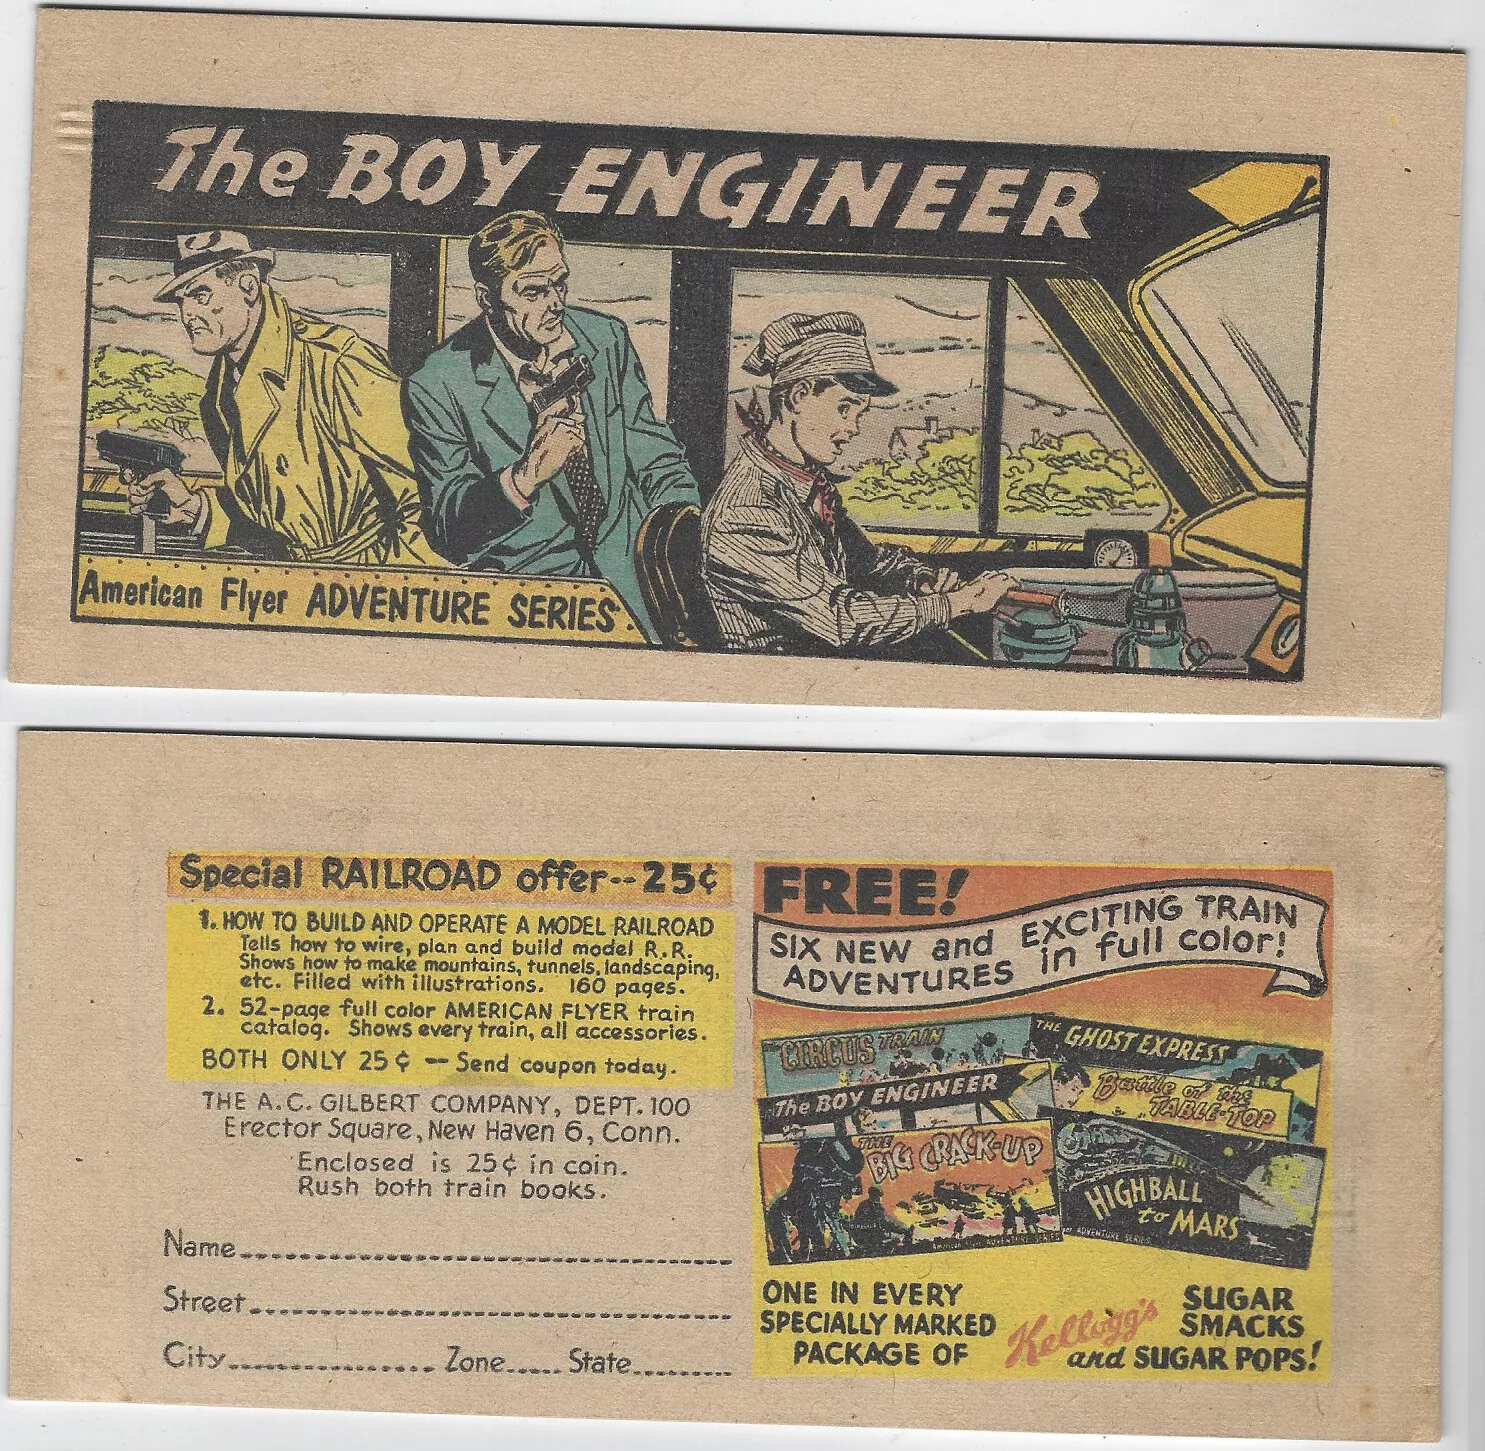 The BOY ENGINEER
American Flyer ADVENTURE SERIES.
Special RAILROAD offer--25¢
1. HOW TO BUILD AND OPERATE A MODEL RAILROAD
Tells how to wire, plan and build model R.R.
Shows how to make mountains, tunnels, landscaping,
etc. Filled with illustrations. 160 pages.
2. 52-page full color AMERICAN FLYER train
catalog. Shows every train, all accessories.
BOTH ONLY 25¢ -- Send coupon today.
THE A.C. GILBERT COMPANY, DEPT. 100
Erector Square, New Haven 6, Conn.
Enclosed is 25¢ in coin.
Rush both train books.
Name
Street
City Zone State
FREE!
SIX NEW and EXCITING TRAIN
ADVENTURES in full color!
CIRCUS TRAIN
THE GHOST EXPRESS
The BOY ENGINEER
Battle of the
TABLE-TOP
THE BIG CRACK-UP
HIGHBALL
to MARS
American Flyer ADVENTURE SERIES
ADVENTURE SERIES
ONE IN EVERY
SPECIALLY MARKED
PACKAGE OF
Kellogg's
SUGAR
SMACKS
and SUGAR POPS!